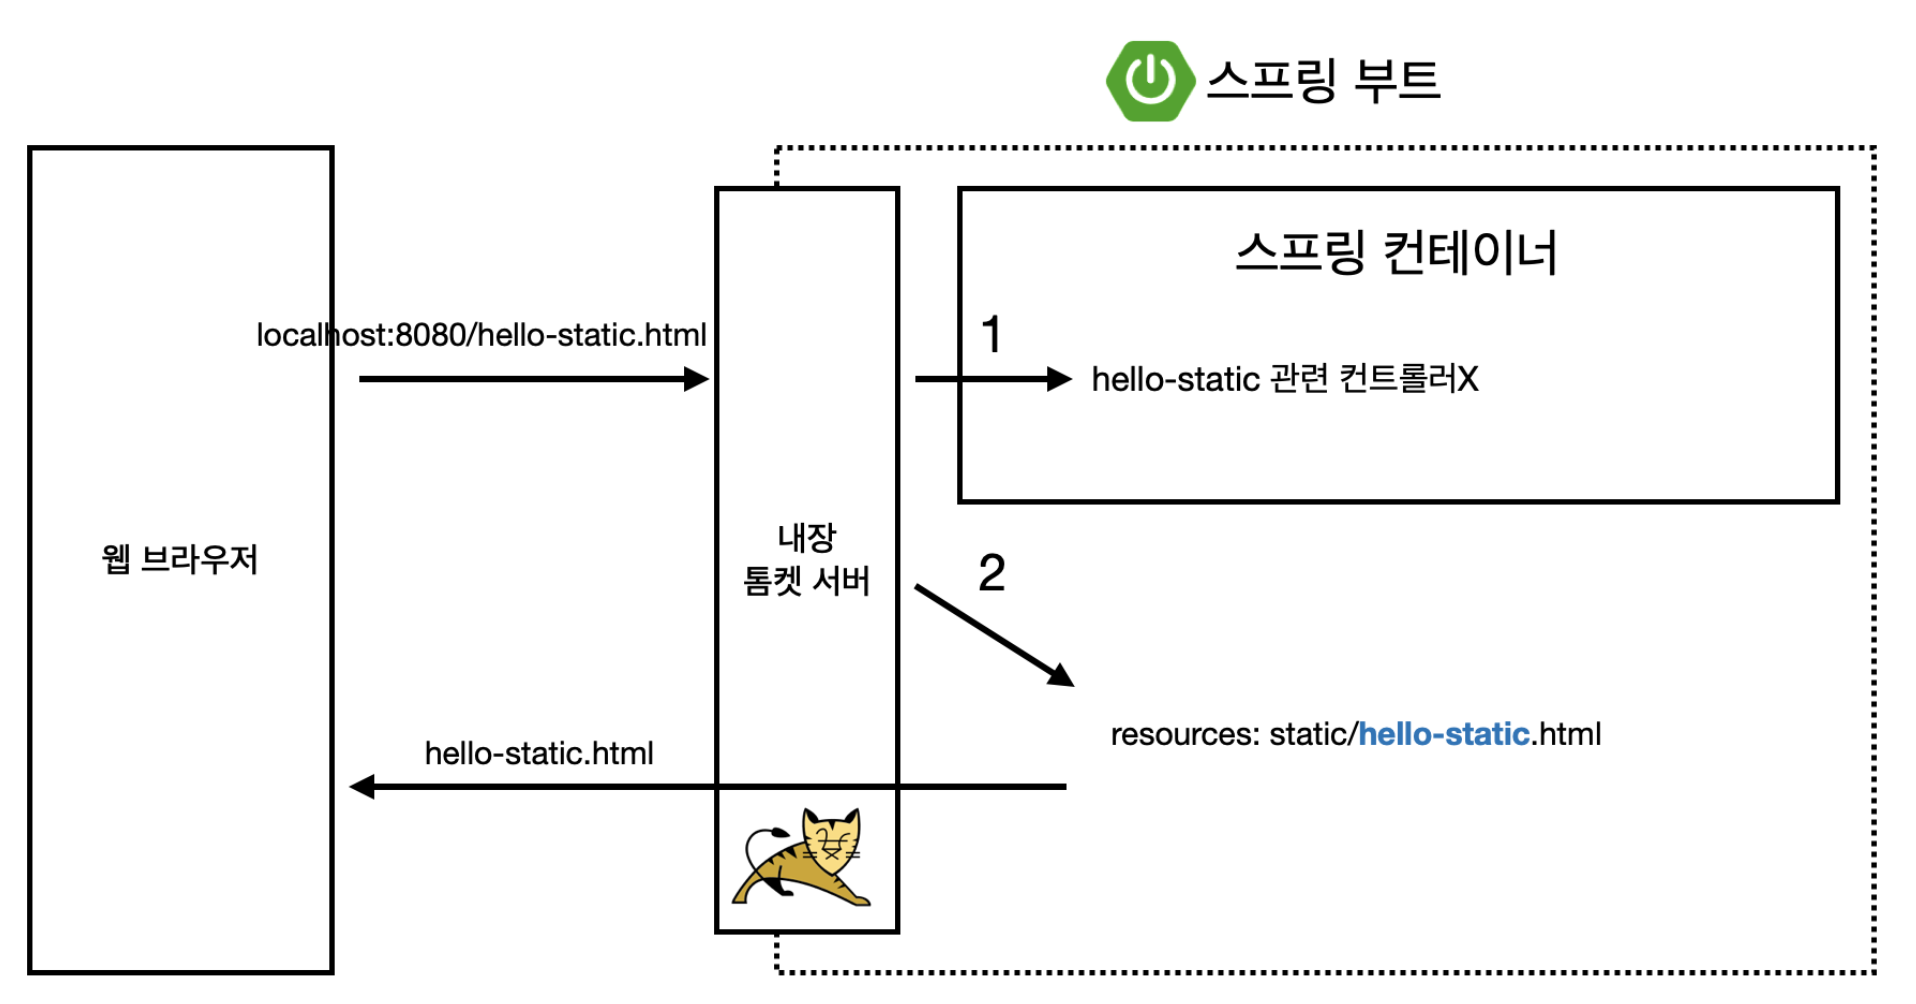 스프링 부트
스프링 컨테이너
localhost:8080/hello-static.html
1
hello-static 관련 컨트롤러X
웹 브라우저
내장
톰켓 서버
2
resources: static/hello-static.html
hello-static.html